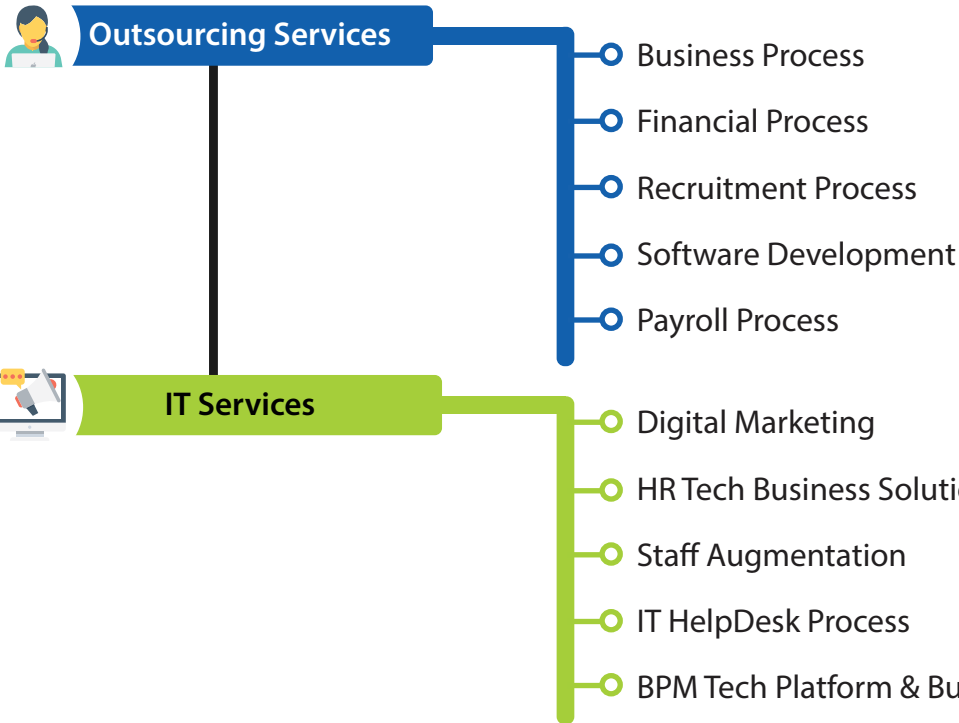 Outsourcing Services
Business Process
Financial Process
Recruitment Process
Software Development
Payroll Process
IT Services
Digital Marketing
HR Tech Business
Staff Augmentation
IT HelpDesk Process
BPM Tech Platform &